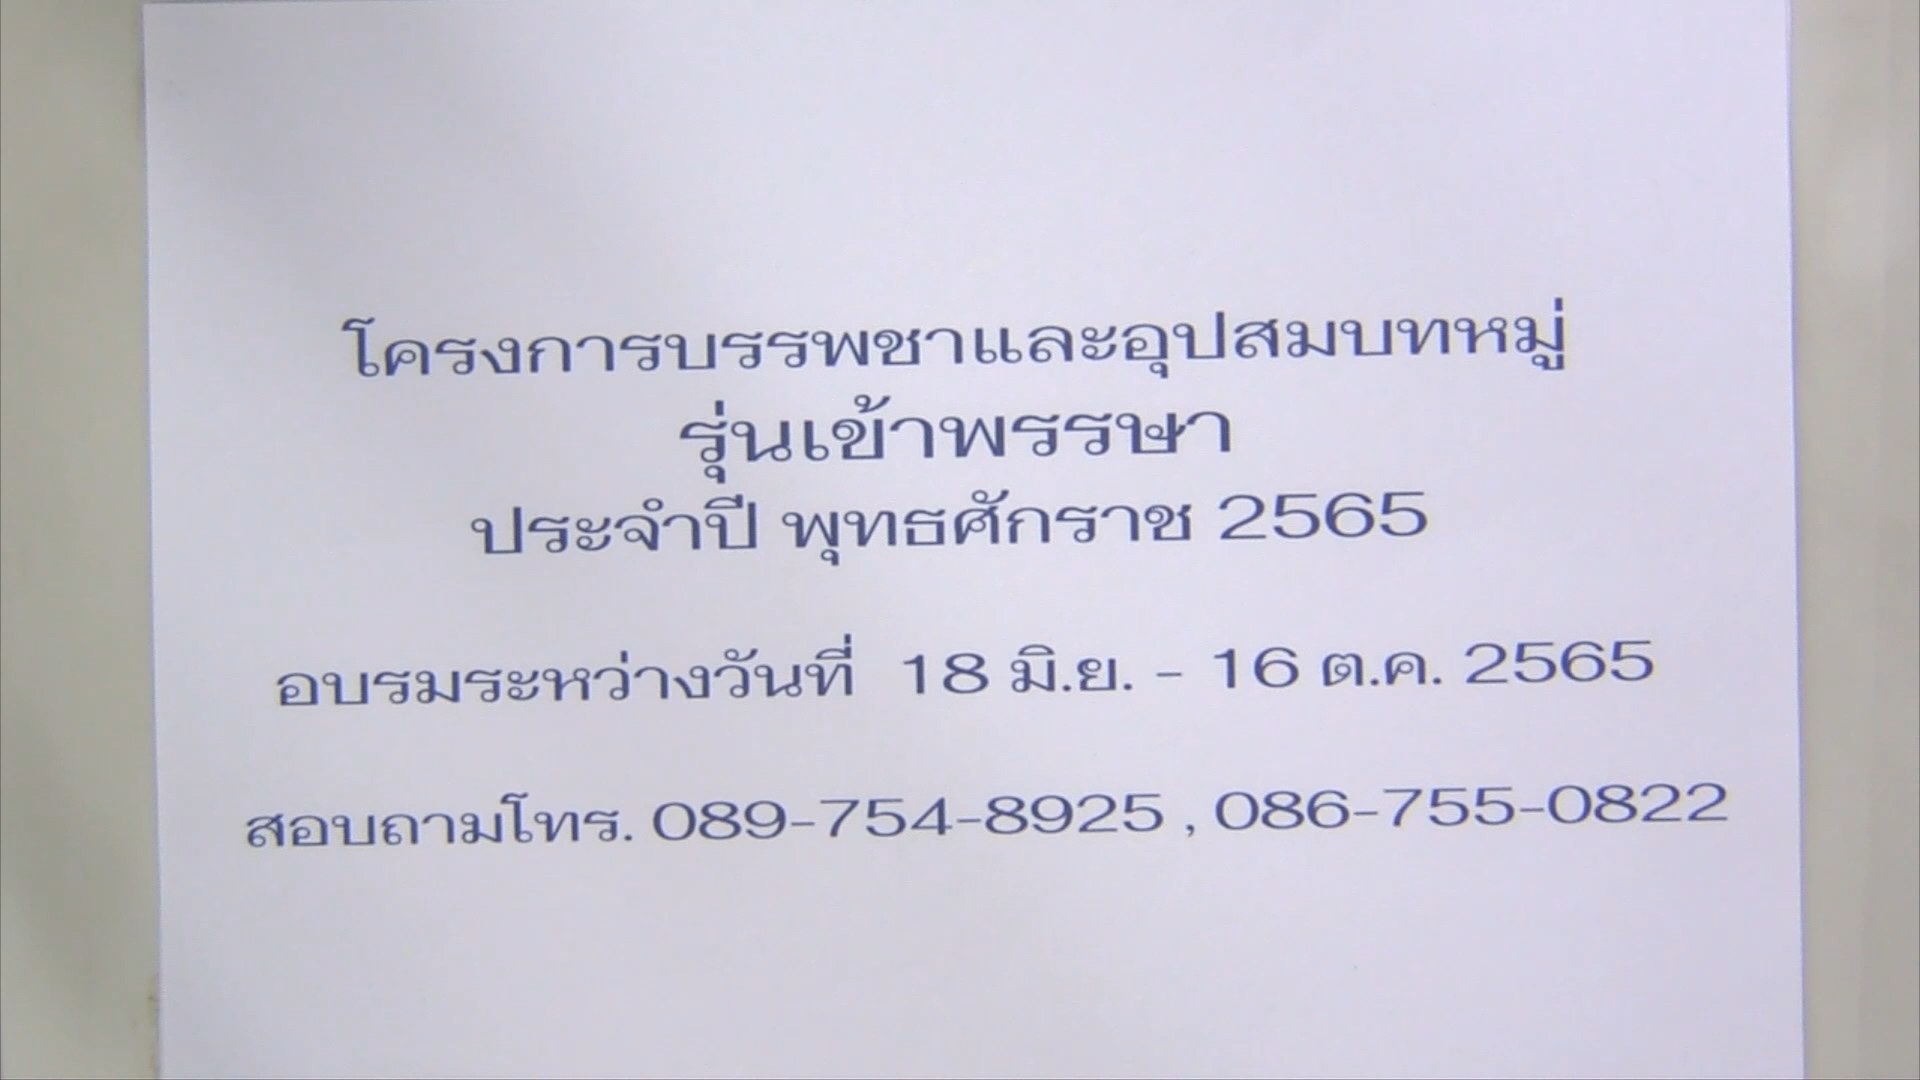 โครงการบรรพชาและอุปสมบทหมู่
รุ่นเข้าพรรษา
ประจำปี พุทธศักราช 2565
อบรมระหว่างวันที่ 18 มิ.ย. - 16 ต.ค. 2565
สอบถามโทร. 089-754-8925 , 086-755-0822